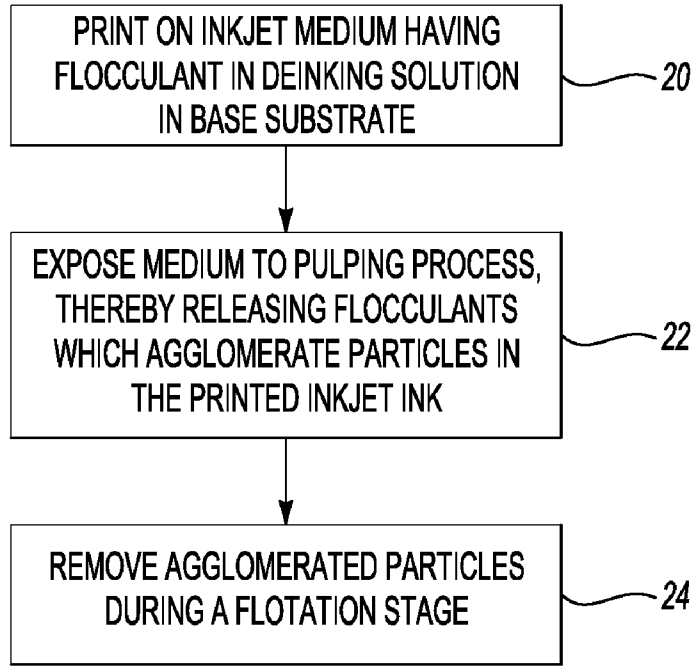 PRINT ON INKJET MEDIUM HAVING
FLOCCULANT IN DEINKING SOLUTION
IN BASE SUBSTRATE
20
EXPOSE MEDIUM TO PULPING PROCESS,
THEREBY RELEASING FLOCCULANTS
WHICH AGGLOMERATE PARTICLES IN
THE PRINTED INKJET INK
22
REMOVE AGGLOMERATED PARTICLES
DURING A FLOTATION STAGE
24